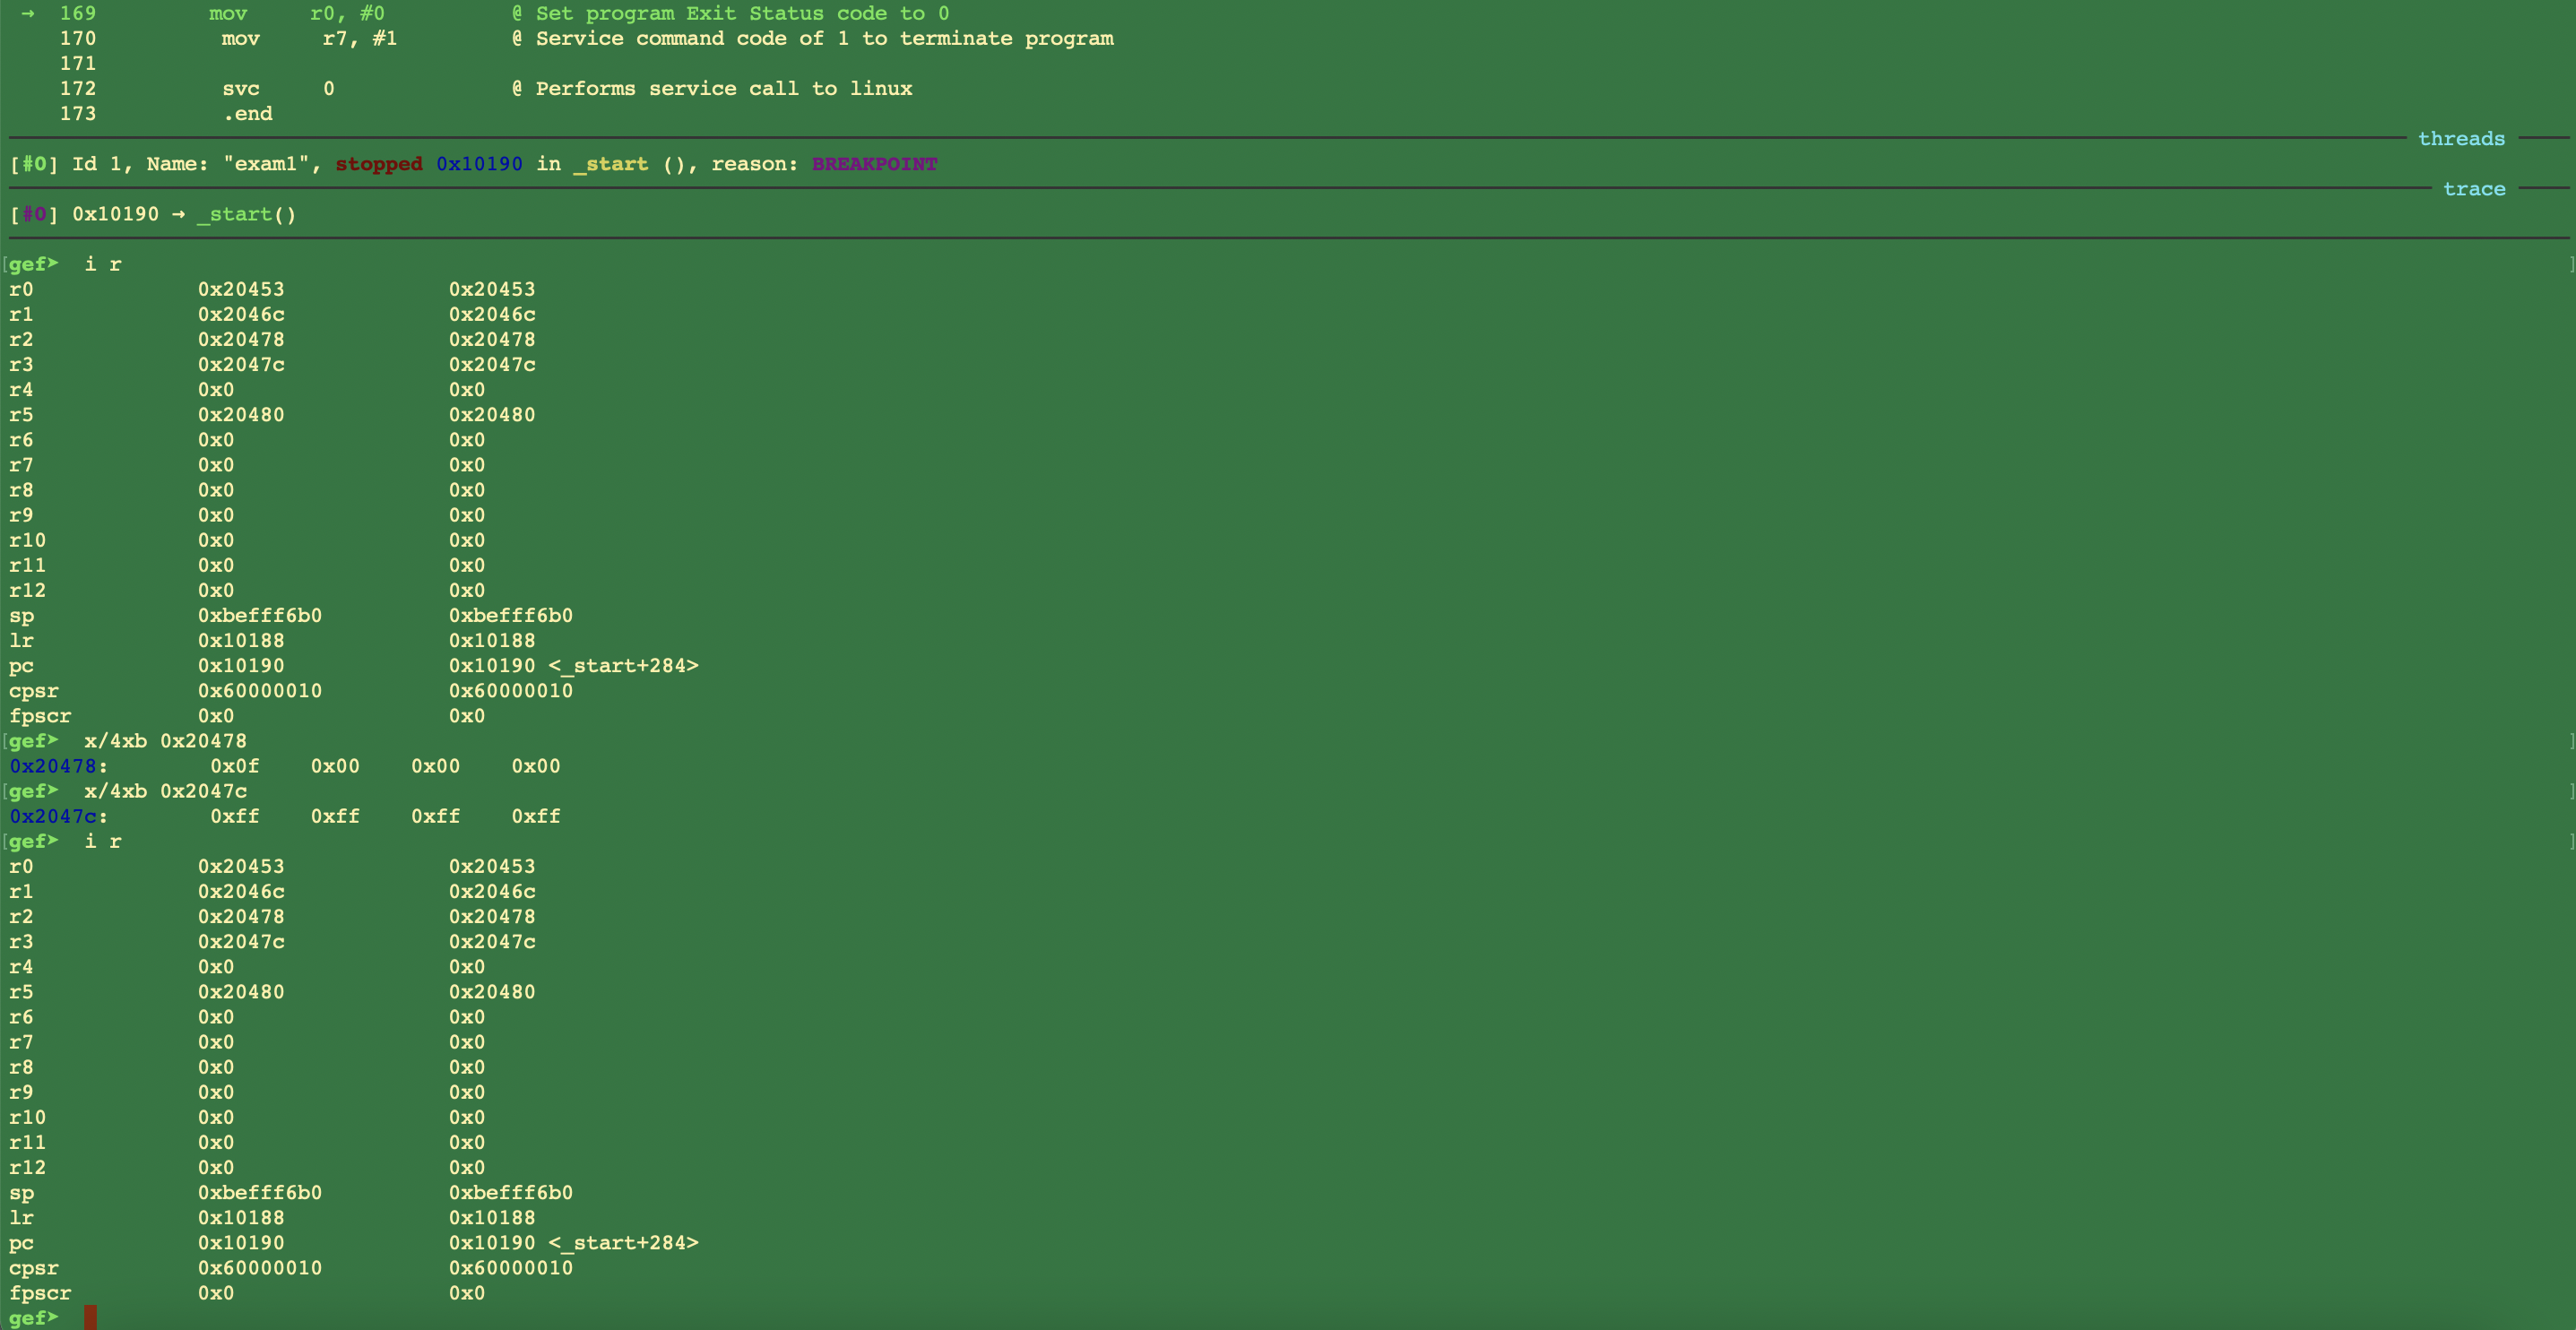 → 169 mov r0, #0 @ Set program Exit Status code to 0
170 mov r7, #1 @ Service command code of 1 to terminate program
171
172 svc 0 @ Performs service call to linux
173 .end
threads
[#0] Id 1, Name: "exam1", stopped 0x10190 in _start (), reason: BREAKPOINT
trace
[#0] 0x10190 → _start()
[gef➤ i r ]
r0 0x20453 0x20453
r1 0x2046c 0x2046c
r2 0x20478 0x20478
r3 0x2047c 0x2047c
r4 0x0 0x0
r5 0x20480 0x20480
r6 0x0 0x0
r7 0x0 0x0
r8 0x0 0x0
r9 0x0 0x0
r10 0x0 0x0
r11 0x0 0x0
r12 0x0 0x0
sp 0xbefff6b0 0xbefff6b0
lr 0x10188 0x10188
pc 0x10190 0x10190 <_start+284>
cpsr 0x60000010 0x60000010
fpscr 0x0 0x0
[gef➤ x/4xb 0x20478 ]
0x20478: 0x0f 0x00 0x00 0x00
[gef➤ x/4xb 0x2047c ]
0x2047c: 0xff 0xff 0xff 0xff
[gef➤ i r ]
r0 0x20453 0x20453
r1 0x2046c 0x2046c
r2 0x20478 0x20478
r3 0x2047c 0x2047c
r4 0x0 0x0
r5 0x20480 0x20480
r6 0x0 0x0
r7 0x0 0x0
r8 0x0 0x0
r9 0x0 0x0
r10 0x0 0x0
r11 0x0 0x0
r12 0x0 0x0
sp 0xbefff6b0 0xbefff6b0
lr 0x10188 0x10188
pc 0x10190 0x10190 <_start+284>
cpsr 0x60000010 0x60000010
fpscr 0x0 0x0
gef➤